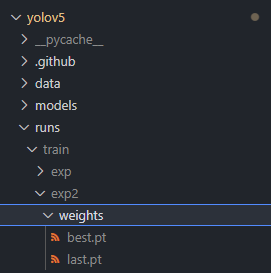 yolov5
__pycache__
.github
data
models
runs
train
exp
exp2
weights
best.pt
last.pt